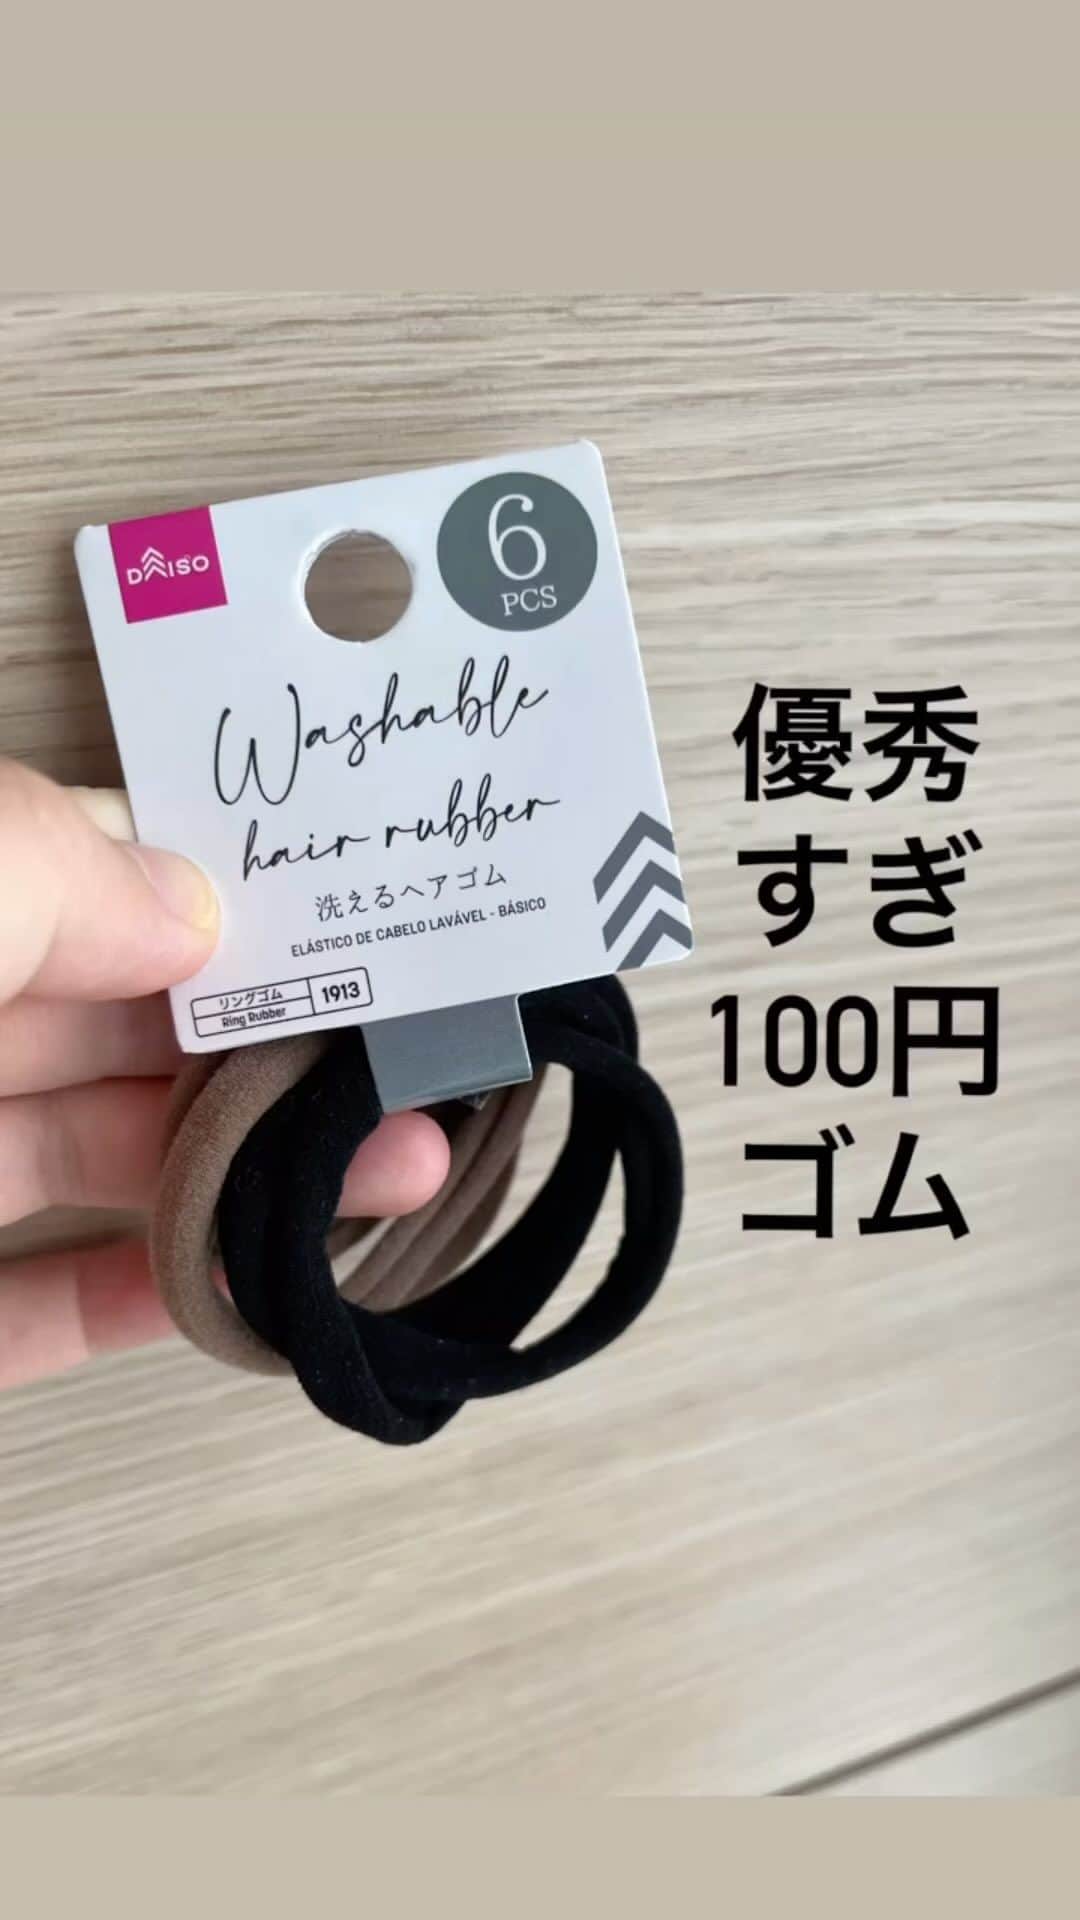 DAISO
6
PCS
Washable
hair rubber
洗えるヘアゴム
ELÁSTICO DE CABELO LAVÁVEL - BÁSICO
リングゴム
Ring Rubber
1913
優秀
すぎ
100円
ゴム